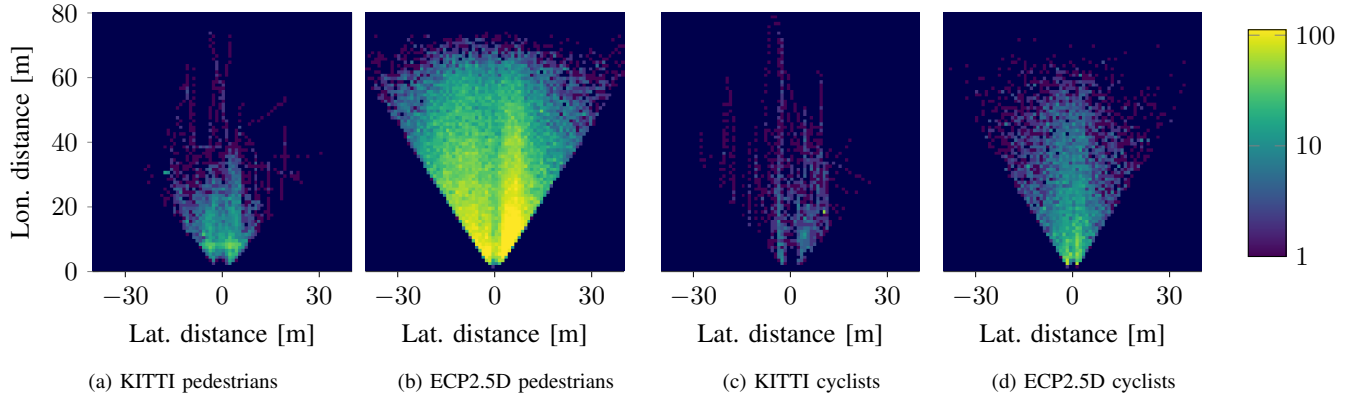 80
60
40
20
0
Lon. distance [m]
−30 0 30
−30 0 30
−30 0 30
−30 0 30
Lat. distance [m]
Lat. distance [m]
Lat. distance [m]
Lat. distance [m]
100
10
1
(a) KITTI pedestrians
(b) ECP2.5D pedestrians
(c) KITTI cyclists
(d) ECP2.5D cyclists